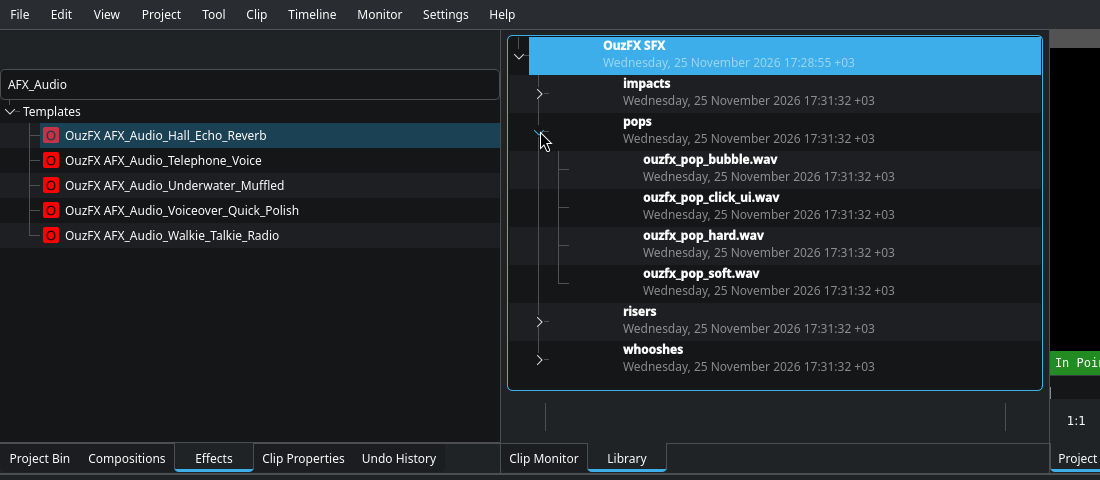 File Edit View Project Tool Clip Timeline Monitor Settings Help
AFX_Audio
Templates
OuzFX AFX_Audio_Hall_Echo_Reverb
OuzFX AFX_Audio_Telephone_Voice
OuzFX AFX_Audio_Underwater_Muffled
OuzFX AFX_Audio_Voiceover_Quick_Polish
OuzFX AFX_Audio_Walkie_Talkie_Radio
Project Bin Compositions Effects Clip Properties Undo History
OuzFX SFX
Wednesday, 25 November 2026 17:28:55 +03
impacts
Wednesday, 25 November 2026 17:31:32 +03
pops
Wednesday, 25 November 2026 17:31:32 +03
ouzfx_pop_bubble.wav
Wednesday, 25 November 2026 17:31:32 +03
ouzfx_pop_click_ui.wav
Wednesday, 25 November 2026 17:31:32 +03
ouzfx_pop_hard.wav
Wednesday, 25 November 2026 17:31:32 +03
ouzfx_pop_soft.wav
Wednesday, 25 November 2026 17:31:32 +03
risers
Wednesday, 25 November 2026 17:31:32 +03
whooshes
Wednesday, 25 November 2026 17:31:32 +03
Clip Monitor Library
In Poi
1:1
Project